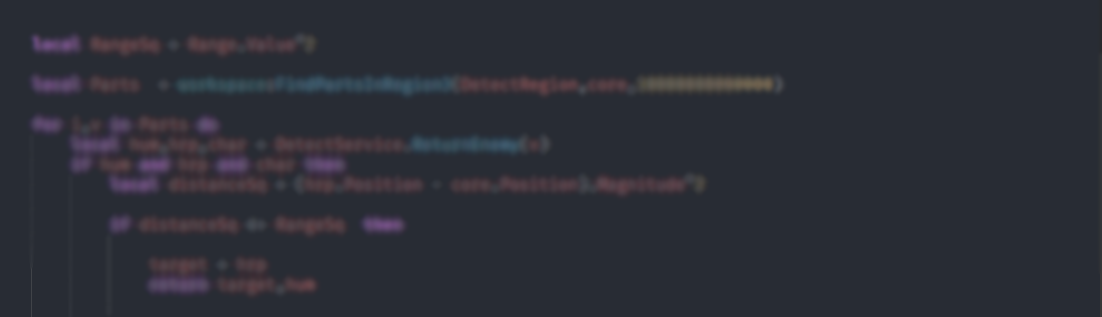 local RangeSq = Range.Value^2
local Parts = workspace:FindPartsInRegion3(DetectRegion,core,
for i,v in Parts do
local hum,hrp,char = DetectService.ReturnEnemy(v)
if hum and hrp and char then
local distanceSq = (hrp.Position - core.Position).Magnitude^2
if distanceSq <= RangeSq then
target = hrp
return target,hum